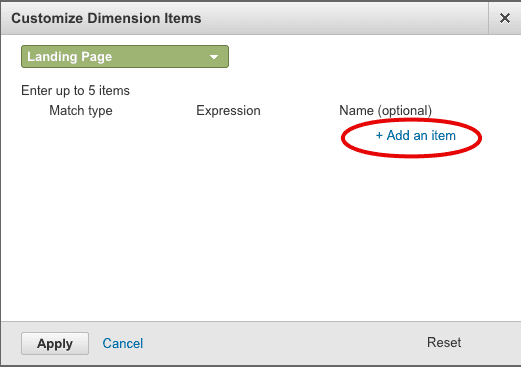 Customize Dimension Items
Landing Page
Enter up to 5 items
Match type Expression Name (optional)
+ Add an item
Apply Cancel Reset